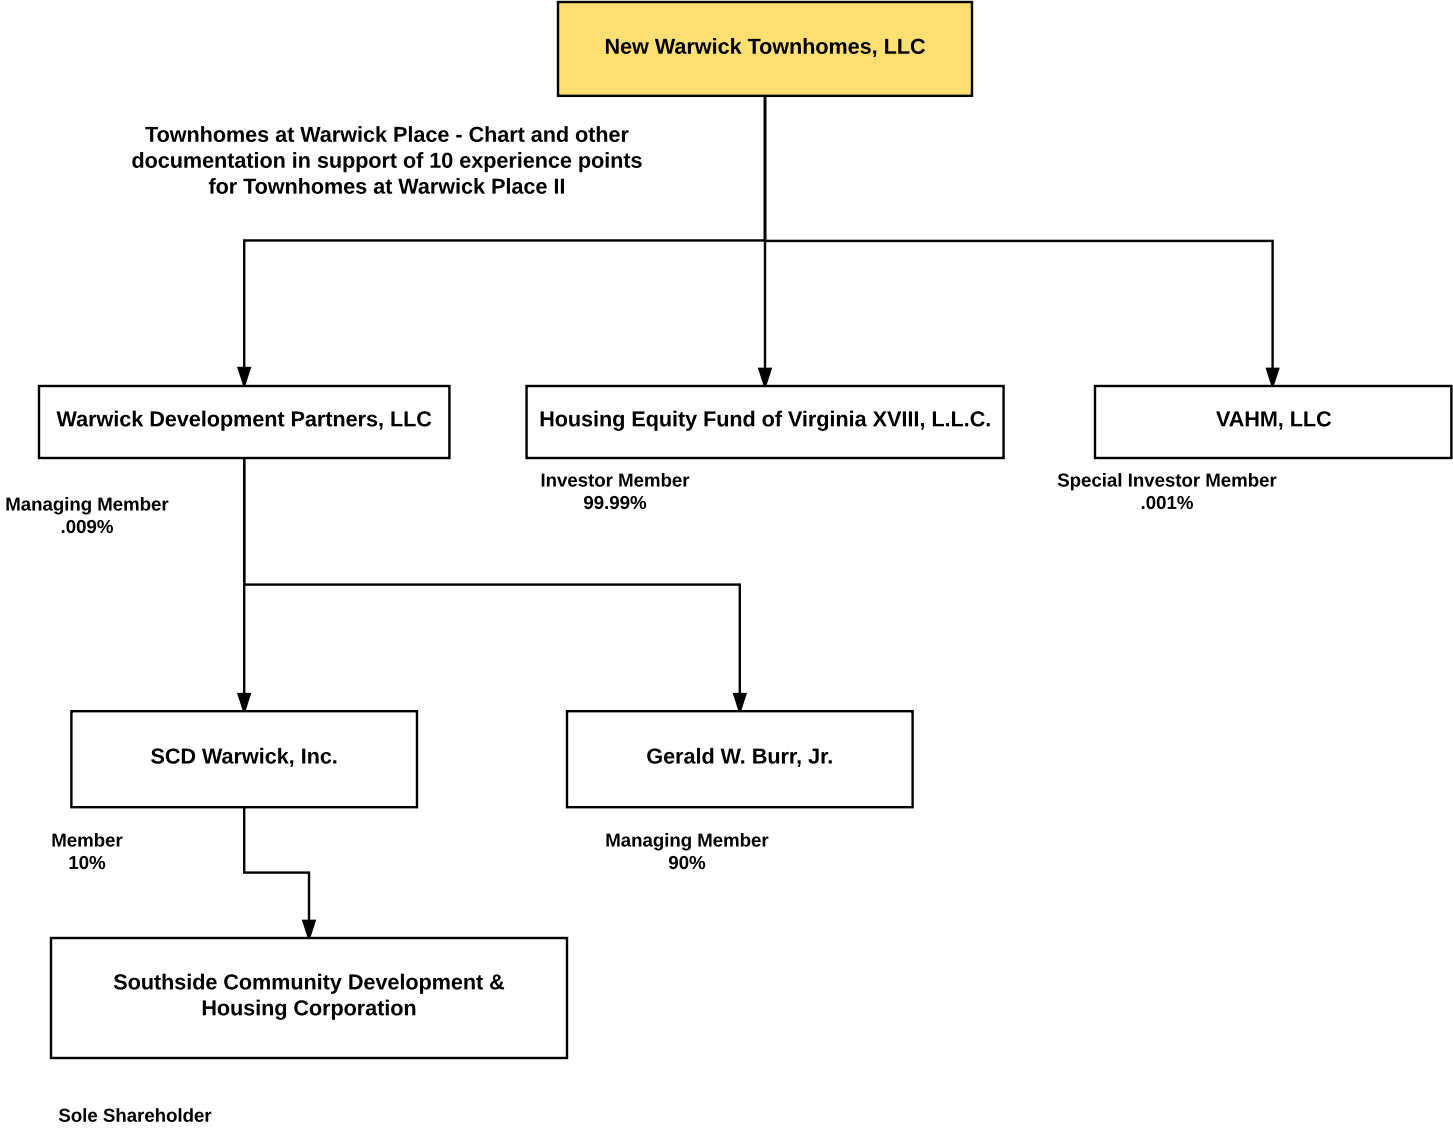 New Warwick Townhomes, LLC
Townhomes at Warwick Place - Chart and other
documentation in support of 10 experience points
for Townhomes at Warwick Place II
Warwick Development Partners, LLC
Housing Equity Fund of Virginia XVIII, L.L.C.
VAHM, LLC
Managing Member
.009%
Investor Member
99.99%
Special Investor Member
.001%
SCD Warwick, Inc.
Gerald W. Burr, Jr.
Member
10%
Managing Member
90%
Southside Community Development &
Housing Corporation
Sole Shareholder